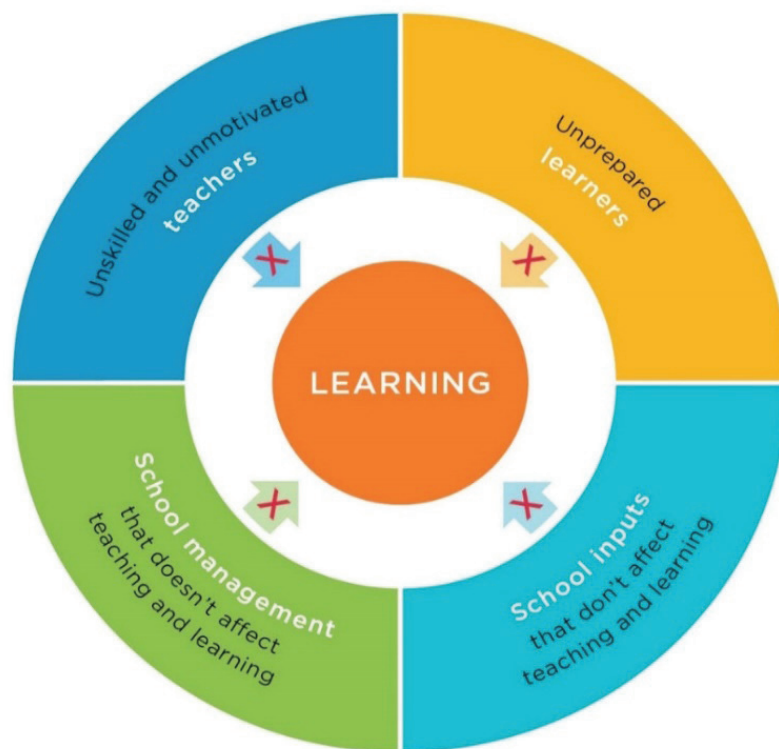 Unskilled and unmotivated
teachers
Unprepared
learners
LEARNING
School management
that doesn't affect
teaching and learning
School inputs
that don't affect
teaching and learning